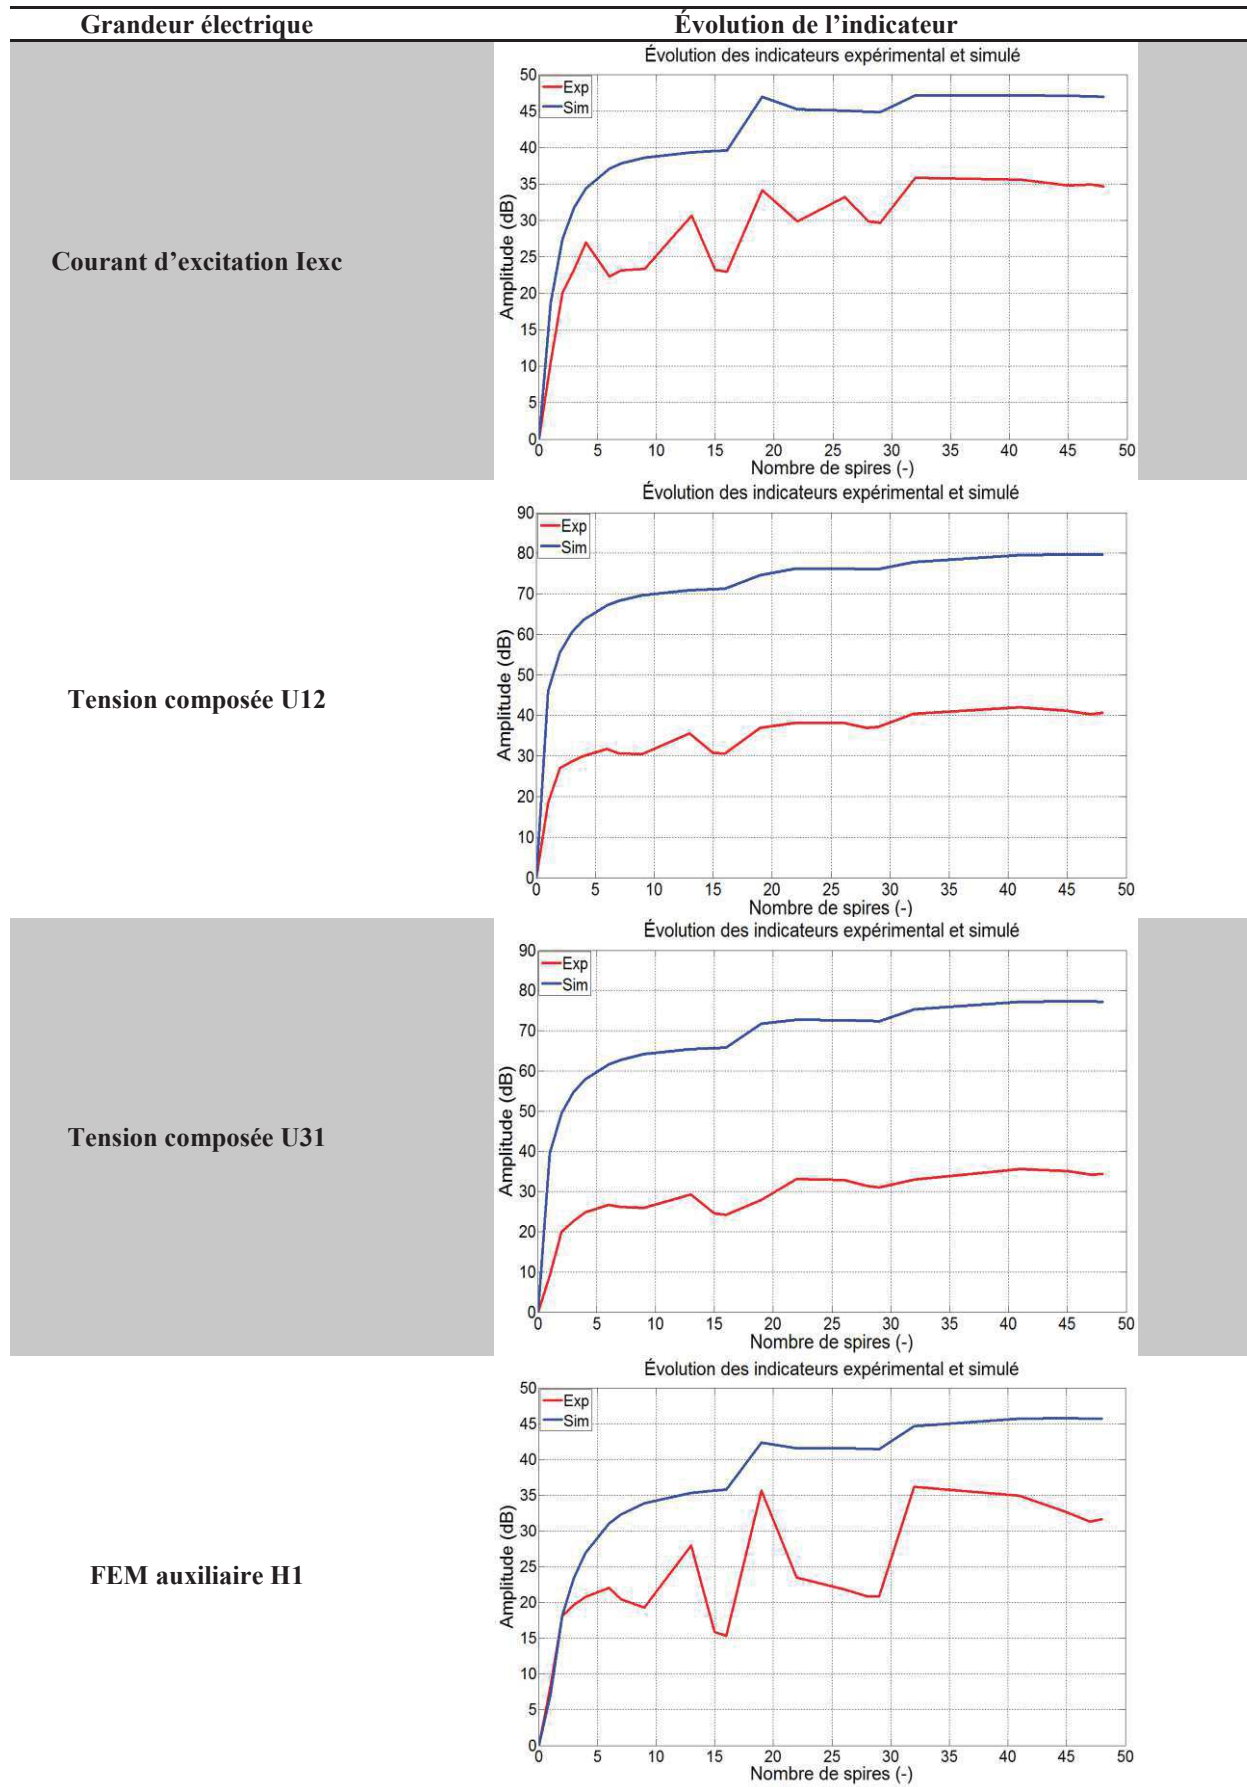 Grandeur électrique Évolution de l'indicateur
Évolution des indicateurs expérimental et simulé
50
45
40
35
30
25
20
15
10
5
0
Exp
Sim
Amplitude (dB)
0 5 10 15 20 25 30 35 40 45 50
Nombre de spires (-)
Courant d'excitation Iexc
Évolution des indicateurs expérimental et simulé
90
80
70
60
50
40
30
20
10
0
Exp
Sim
Amplitude (dB)
0 5 10 15 20 25 30 35 40 45 50
Nombre de spires (-)
Tension composée U12
Évolution des indicateurs expérimental et simulé
90
80
70
60
50
40
30
20
10
0
Exp
Sim
Amplitude (dB)
0 5 10 15 20 25 30 35 40 45 50
Nombre de spires (-)
Tension composée U31
Évolution des indicateurs expérimental et simulé
50
45
40
35
30
25
20
15
10
5
0
Exp
Sim
Amplitude (dB)
0 5 10 15 20 25 30 35 40 45 50
Nombre de spires (-)
FEM auxiliaire H1